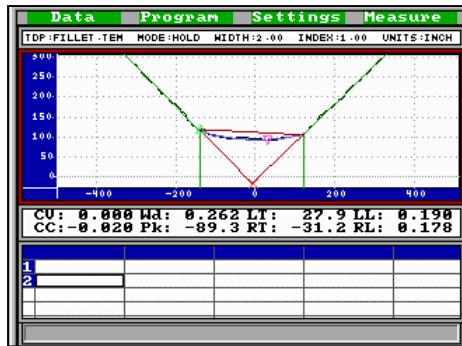 Data Program Settings Measure
TDP:FILLET.TEM MODE:HOLD WIDTH:2.00 INDEX:1.00 UNITS:INCH
300
250
200
150
100
50
0
-400 -200 0 200 400
CV: 0.000 Wd: 0.262 LT: 27.9 LL: 0.190
CC:-0.020 Pk: -89.3 RT: -31.2 RL: 0.178
1
2